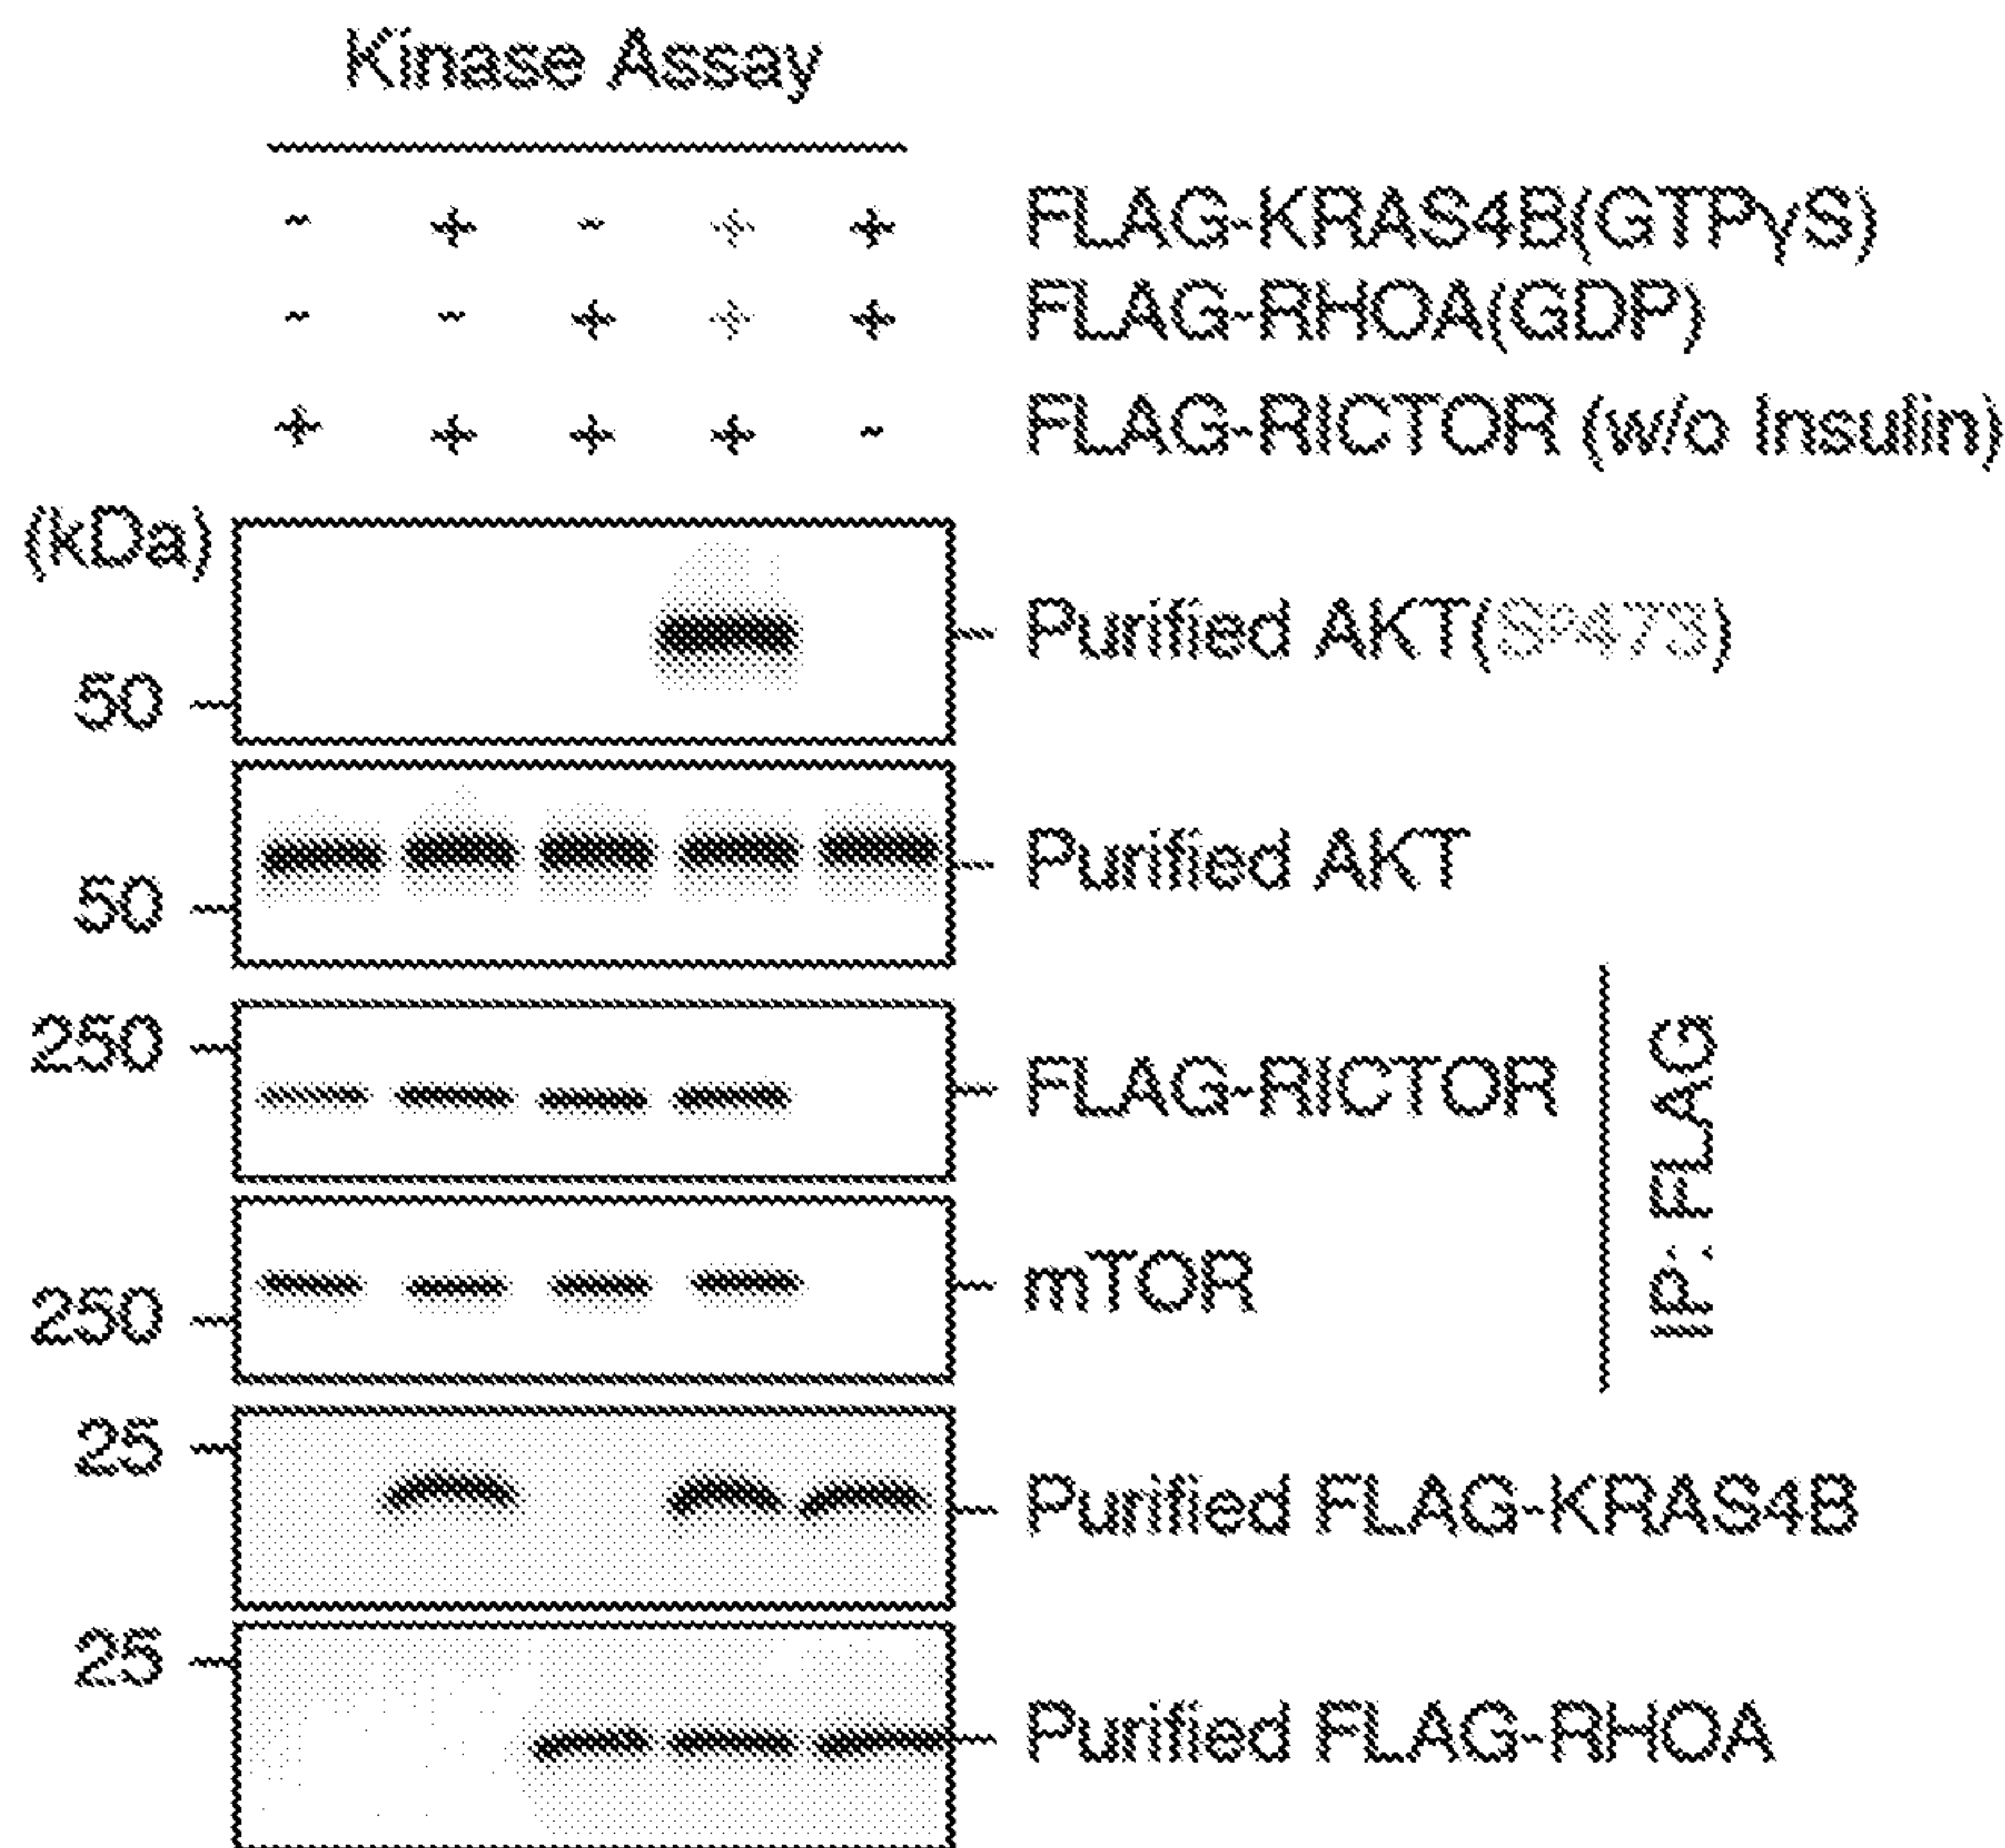 Kinase Assay
- + - + + FLAG-KRAS4B(GTPγS)
- - + + + FLAG-RHOA(GDP)
+ + + + - FLAG-RICTOR (w/o Insulin)
(kDa)
Purified AKT(SP473)
50
Purified AKT
50
250
FLAG-RICTOR
mTOR
250
IP: FLAG
25
Purified FLAG-KRAS4B
25
Purified FLAG-RHOA